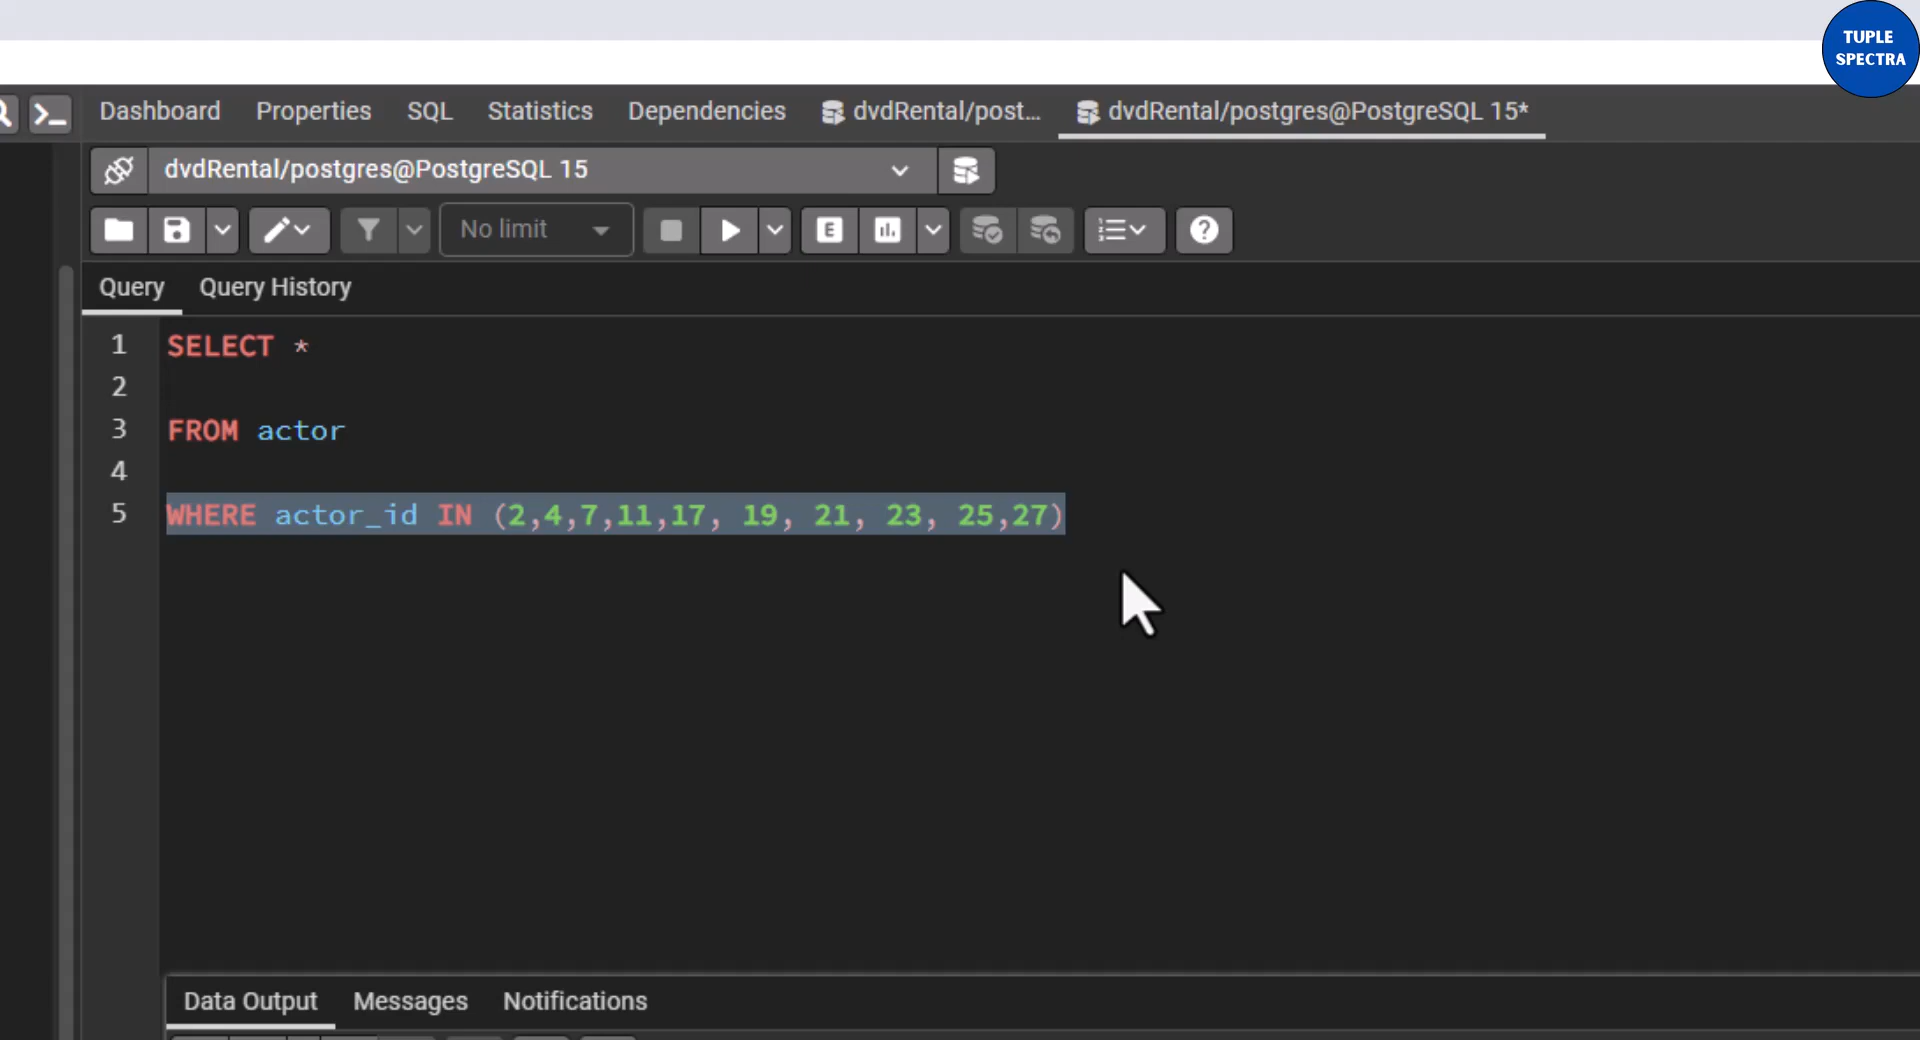 TUPLE
SPECTRA
Dashboard Properties SQL Statistics Dependencies dvdRental/post... dvdRental/postgres@PostgreSQL 15*
dvdRental/postgres@PostgreSQL 15
No limit E ?
Query Query History
1 SELECT *
2
3 FROM actor
4
5 WHERE actor_id IN (2,4,7,11,17, 19, 21, 23, 25,27)
Data Output Messages Notifications